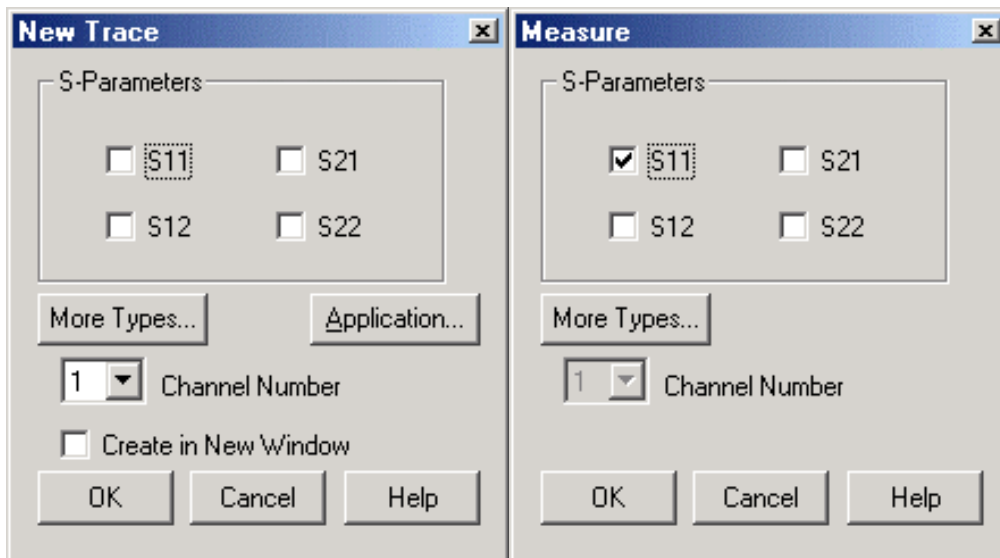 New Trace
S-Parameters
S11 S21
S12 S22
More Types... Application...
1 Channel Number
Create in New Window
OK Cancel Help
Measure
S-Parameters
S11 S21
S12 S22
More Types...
1 Channel Number
OK Cancel Help